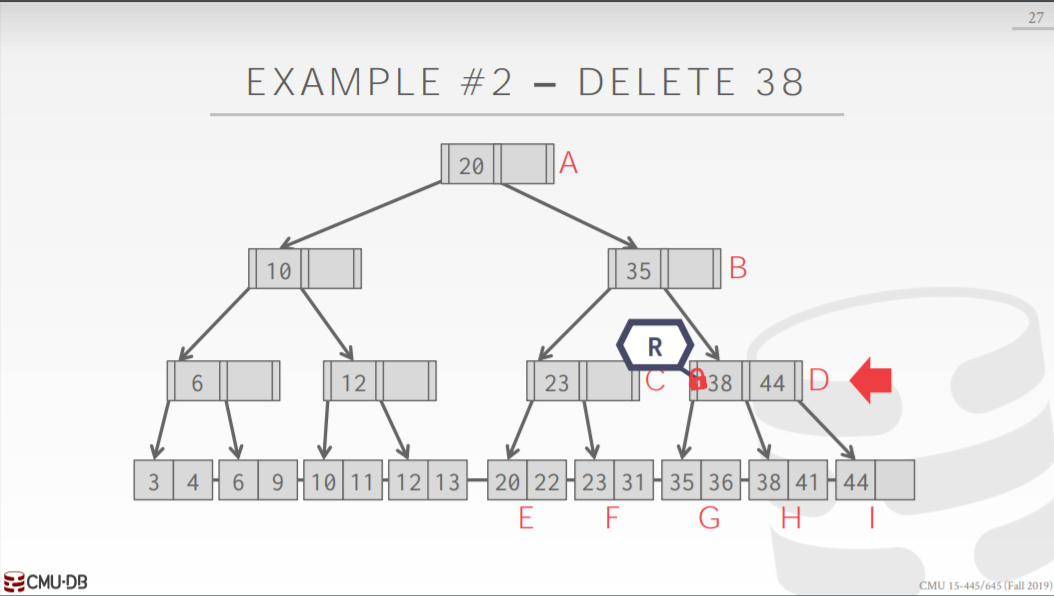 27
EXAMPLE #2 – DELETE 38
20 A
10 35 B
R
6 12 23 C 38 44 D
3 4 6 9 10 11 12 13 20 22 23 31 35 36 38 41 44
E F G H I
CMU·DB
CMU 15-445/645 (Fall 2019)